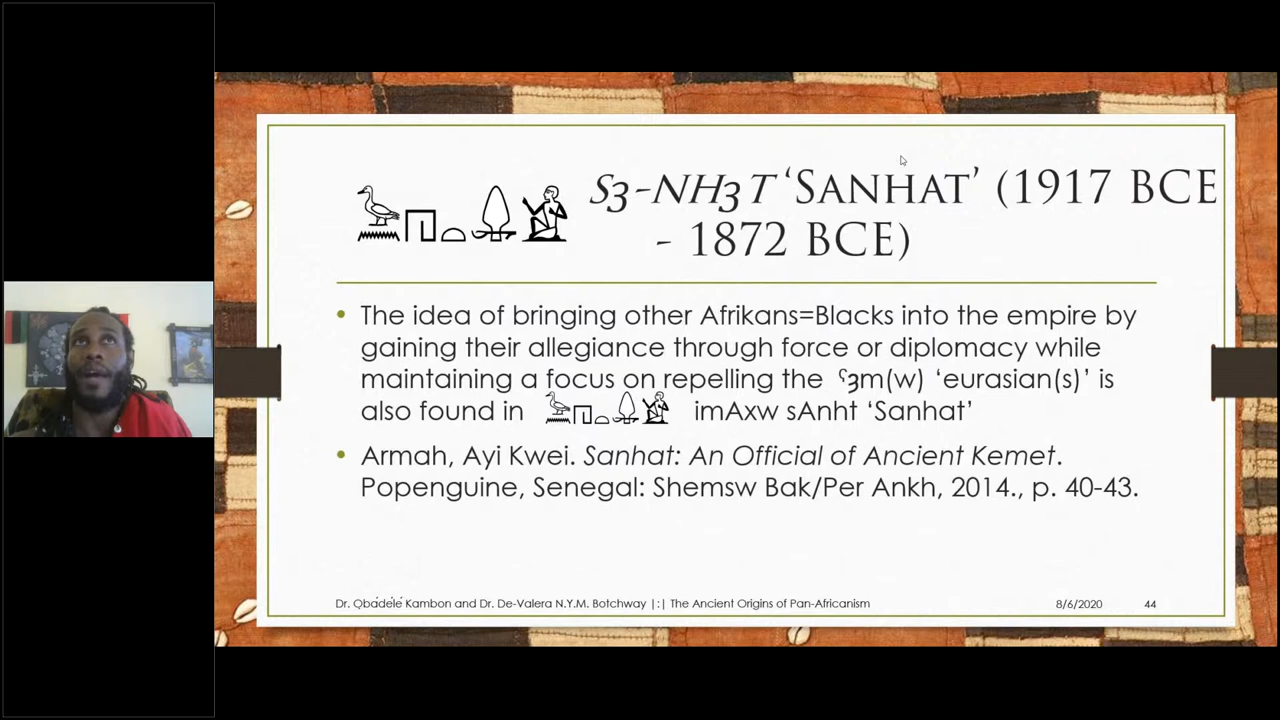 S3-NH3T ‘SANHAT’ (1917 BCE
- 1872 BCE)
• The idea of bringing other Afrikans=Blacks into the empire by
gaining their allegiance through force or diplomacy while
maintaining a focus on repelling the ꜥꜣm(w) ‘eurasian(s)’ is
also found in 𓅭𓈖𓉔𓏏𓆭𓀀 imAxw sAnht ‘Sanhat’
• Armah, Ayi Kwei. Sanhat: An Official of Ancient Kemet.
Popenguine, Senegal: Shemsw Bak/Per Ankh, 2014., p. 40-43.
Dr. Ọbádélé Kambon and Dr. De-Valera N.Y.M. Botchway |:| The Ancient Origins of Pan-Africanism 8/6/2020 44